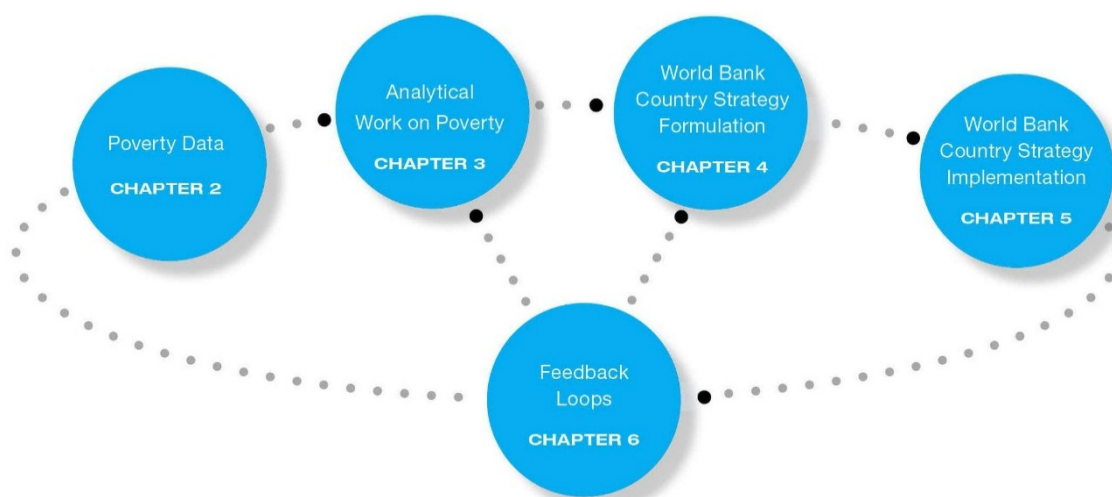 Poverty Data
CHAPTER 2
Analytical
Work on Poverty
CHAPTER 3
World Bank
Country Strategy
Formulation
CHAPTER 4
World Bank
Country Strategy
Implementation
CHAPTER 5
Feedback
Loops
CHAPTER 6